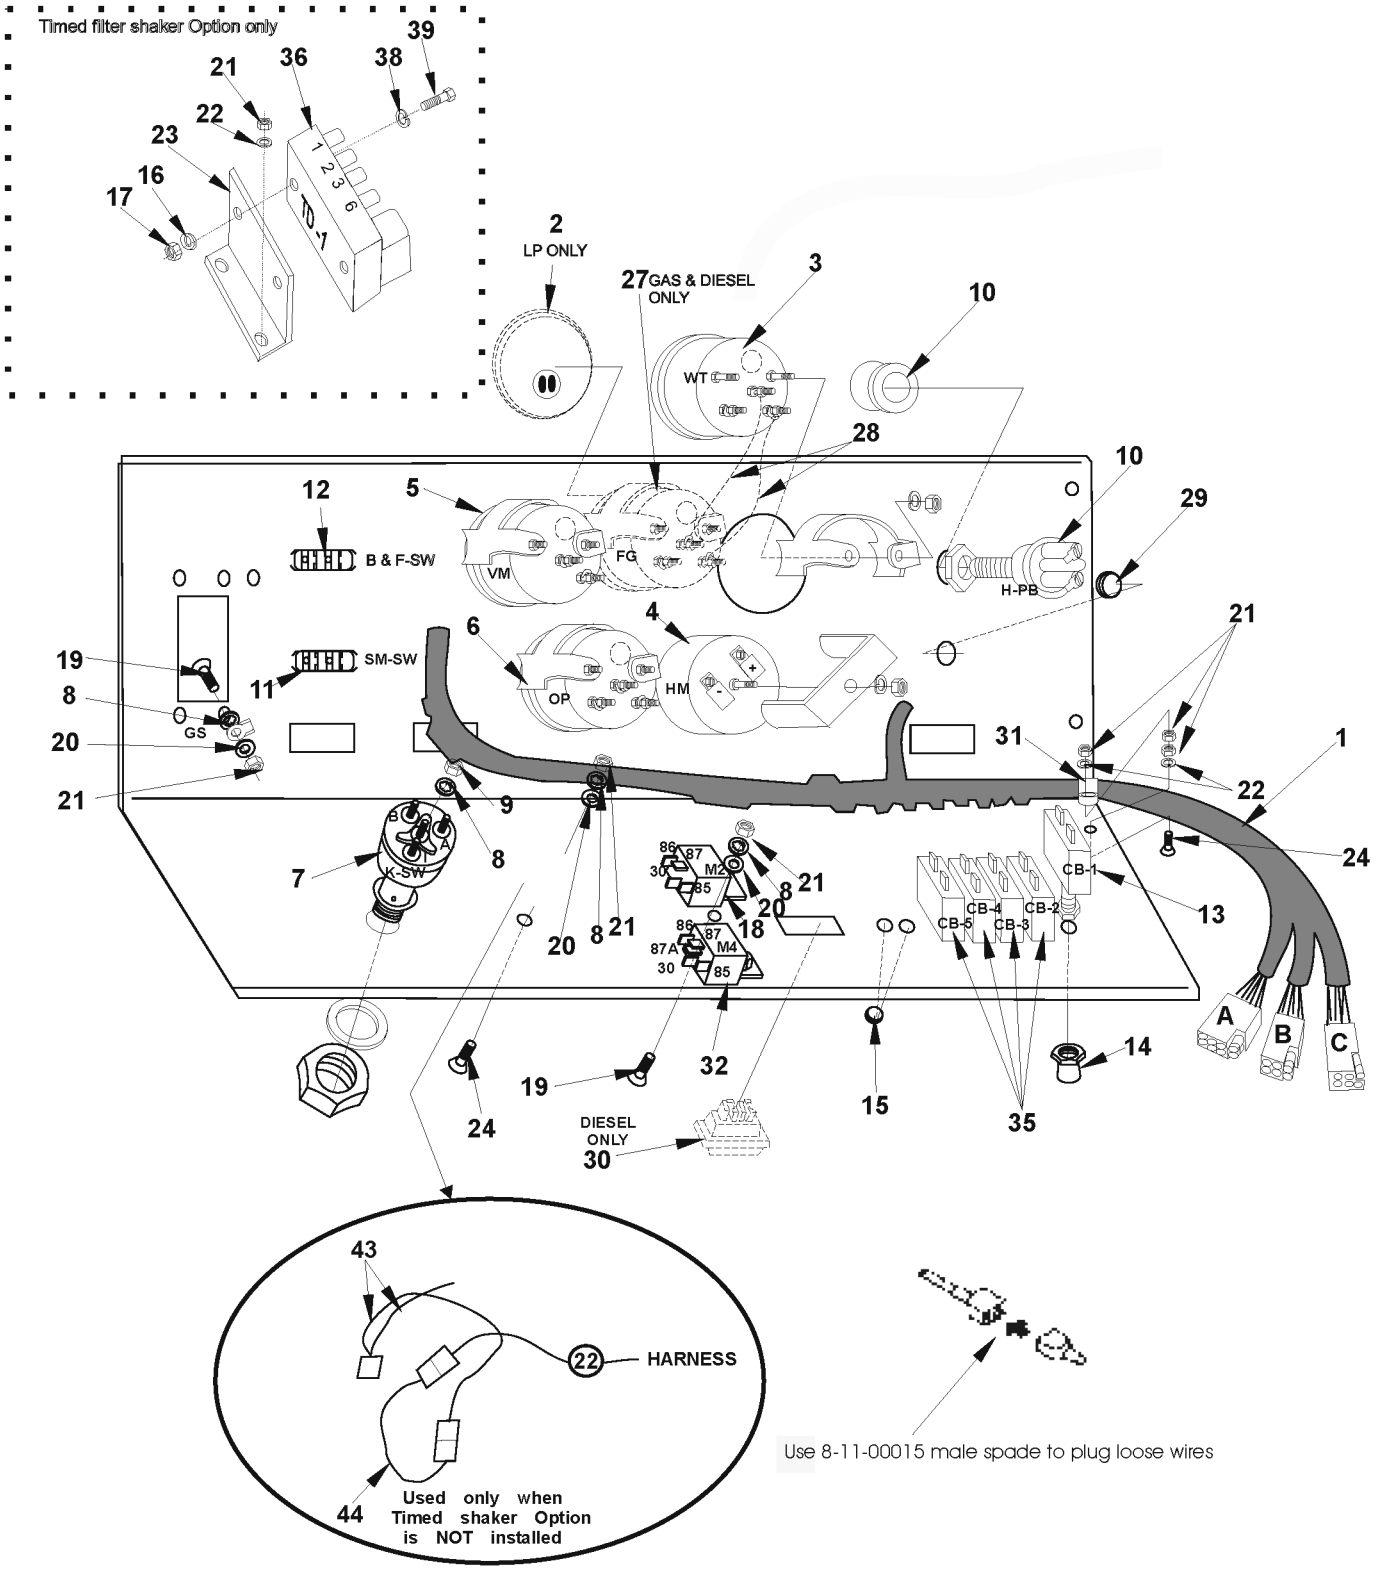 Timed filter shaker Option only
39
36
38
21
22
23
16
17
1 2 3 6
TD-1
2
LP ONLY
27 GAS & DIESEL
ONLY
3
10
WT
28
10
29
5
12
B & F-SW
VM
FG
H-PB
21
6
4
19
SM-SW
11
8
GS
OP
HM
+
-
20
21
31
1
22
9
8
7
B
A
I
K-SW
24
86
87
30
M2
85
21
8
20
18
CB-1
13
20
8
21
86
87
87A
M4
30
85
CB-5
CB-4
CB-3
CB-2
A
B
C
32
14
24
19
15
35
DIESEL
ONLY
30
43
22
HARNESS
44
Used only when
Timed shaker Option
is NOT installed
Use 8-11-00015 male spade to plug loose wires